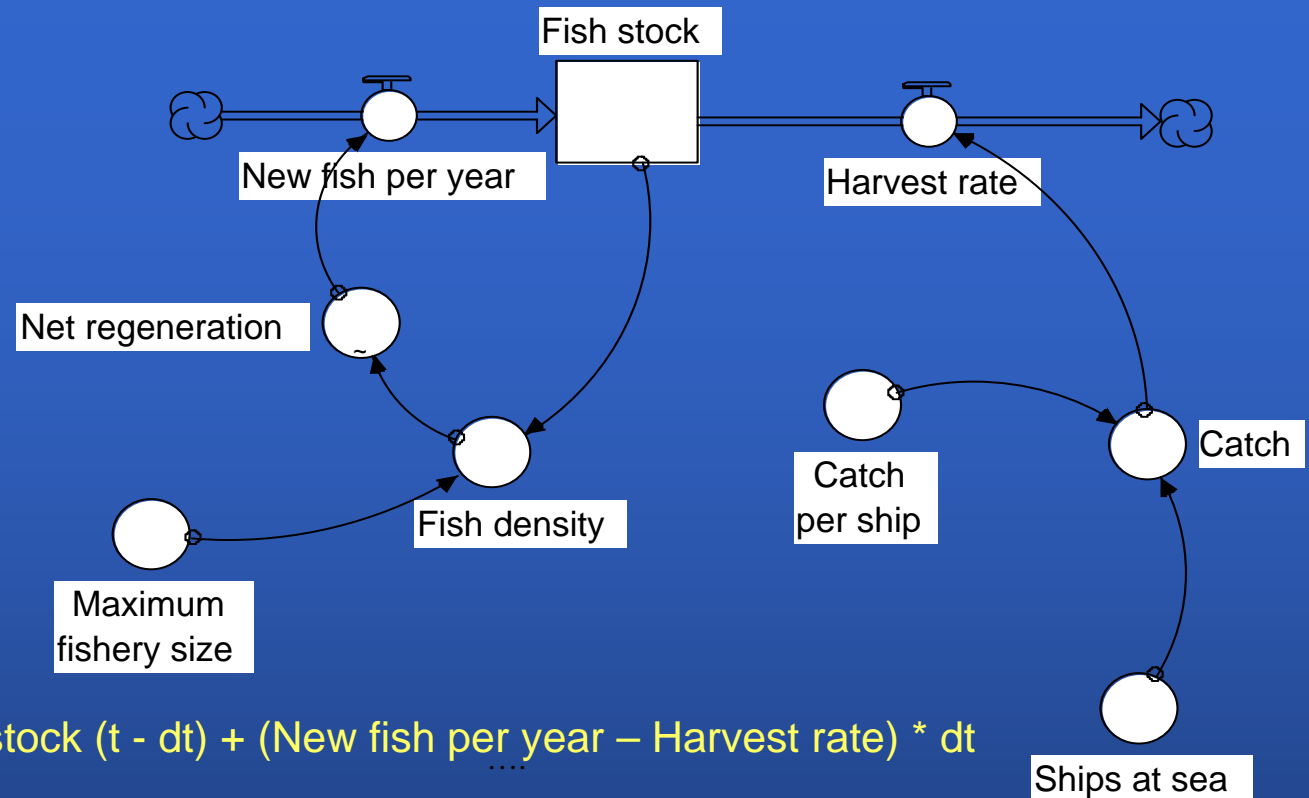 Fish stock
New fish per year
Harvest rate
Net regeneration
~
Catch
Catch
per ship
Fish density
Maximum
fishery size
stock (t - dt) + (New fish per year – Harvest rate) * dt
....
Ships at sea